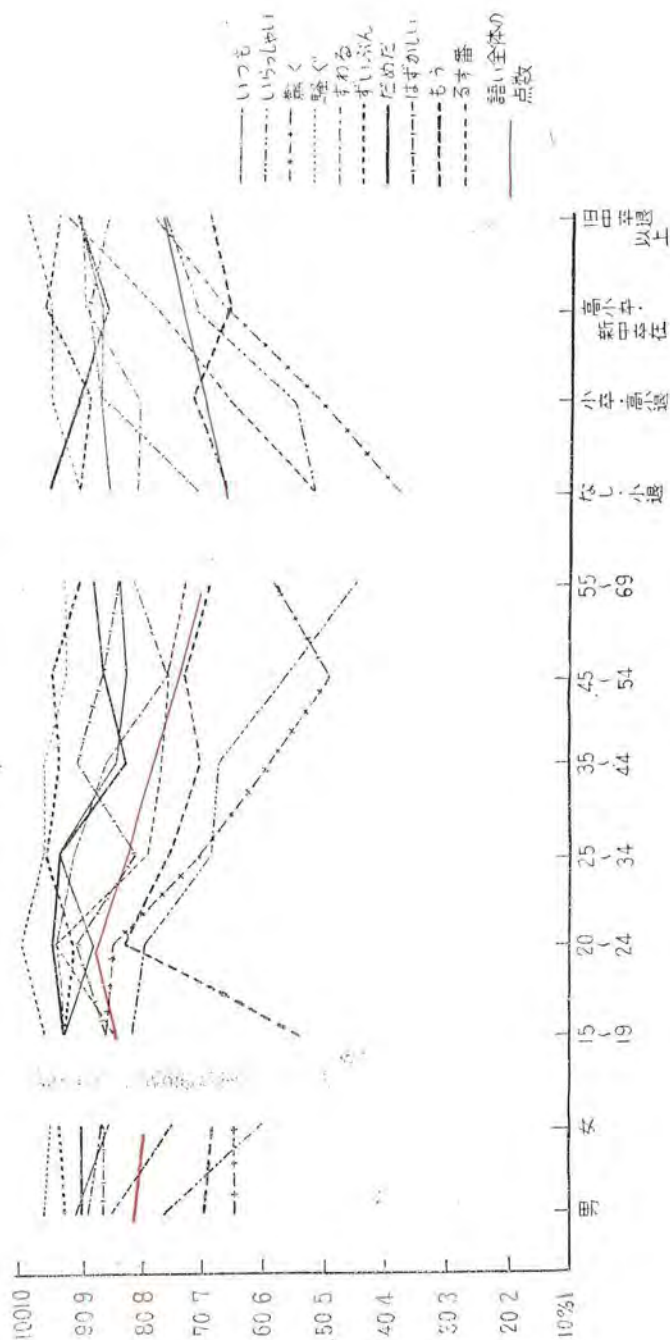 いつも
いらっしゃい
驚く
騒ぐ
すわる
ずいぶん
だめだ
はずかしい
もう
るす番
語い全体の
点数
100 10
90 9
80 8
70 7
60 6
50 5
40 4
30 3
20 2
10% 1
男
女
15〜19
20〜24
25〜34
35〜44
45〜54
55〜69
なし・小退
小卒・高退
高小卒・
新中卒在
旧中卒退
以上